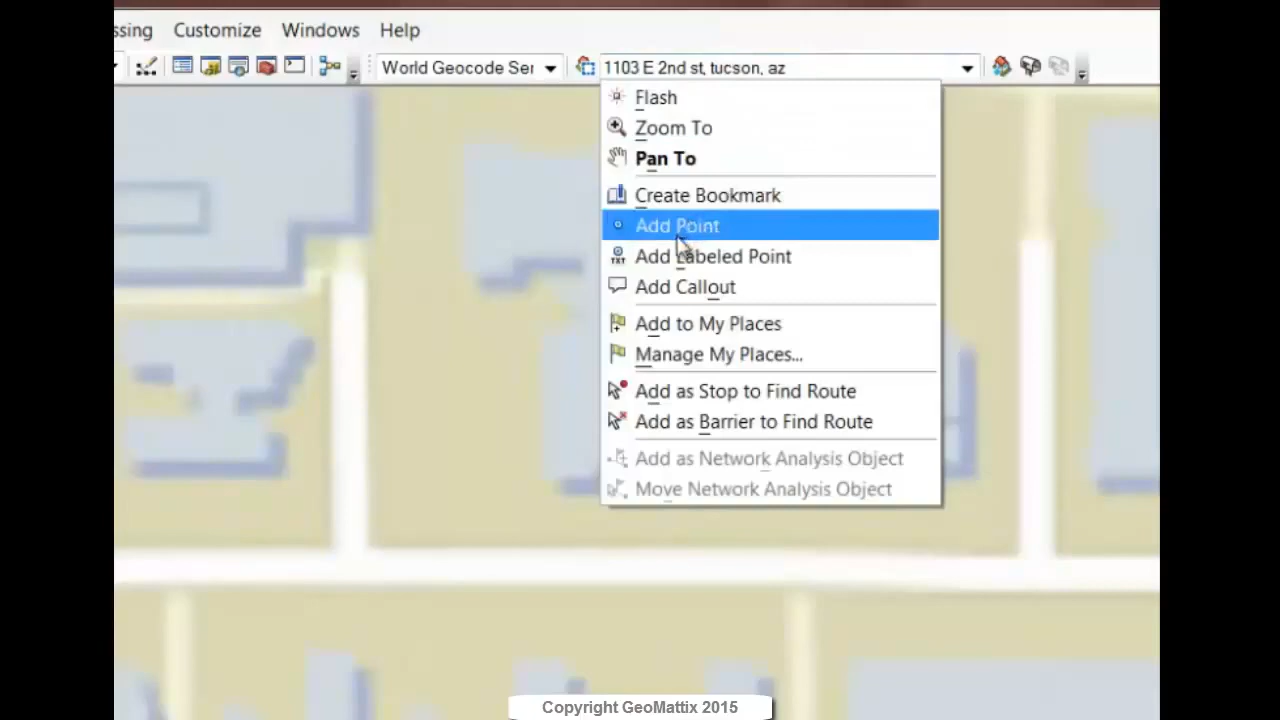 ssing Customize Windows Help
World Geocode Ser 1103 E 2nd st, tucson, az
Flash
Zoom To
Pan To
Create Bookmark
Add Point
TXT Add Labeled Point
Add Callout
Add to My Places
Manage My Places...
Add as Stop to Find Route
Add as Barrier to Find Route
Add as Network Analysis Object
Move Network Analysis Object
Copyright GeoMattix 2015